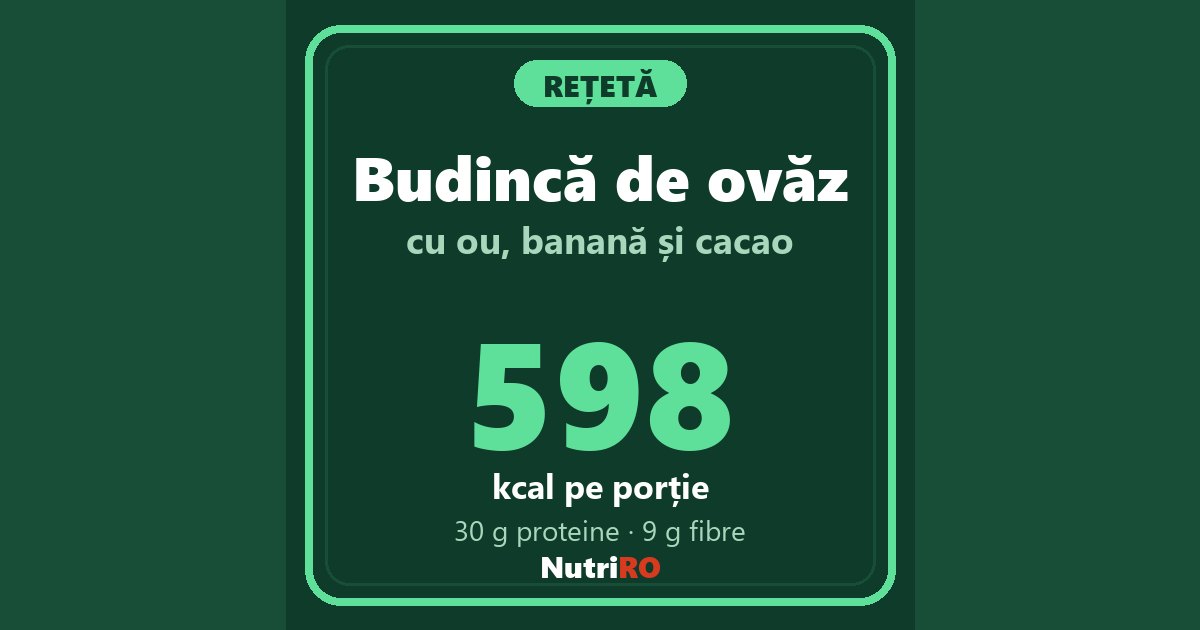 REȚETĂ
Budincă de ovăz
cu ou, banană și cacao
598
kcal pe porție
30 g proteine · 9 g fibre
NutriRO